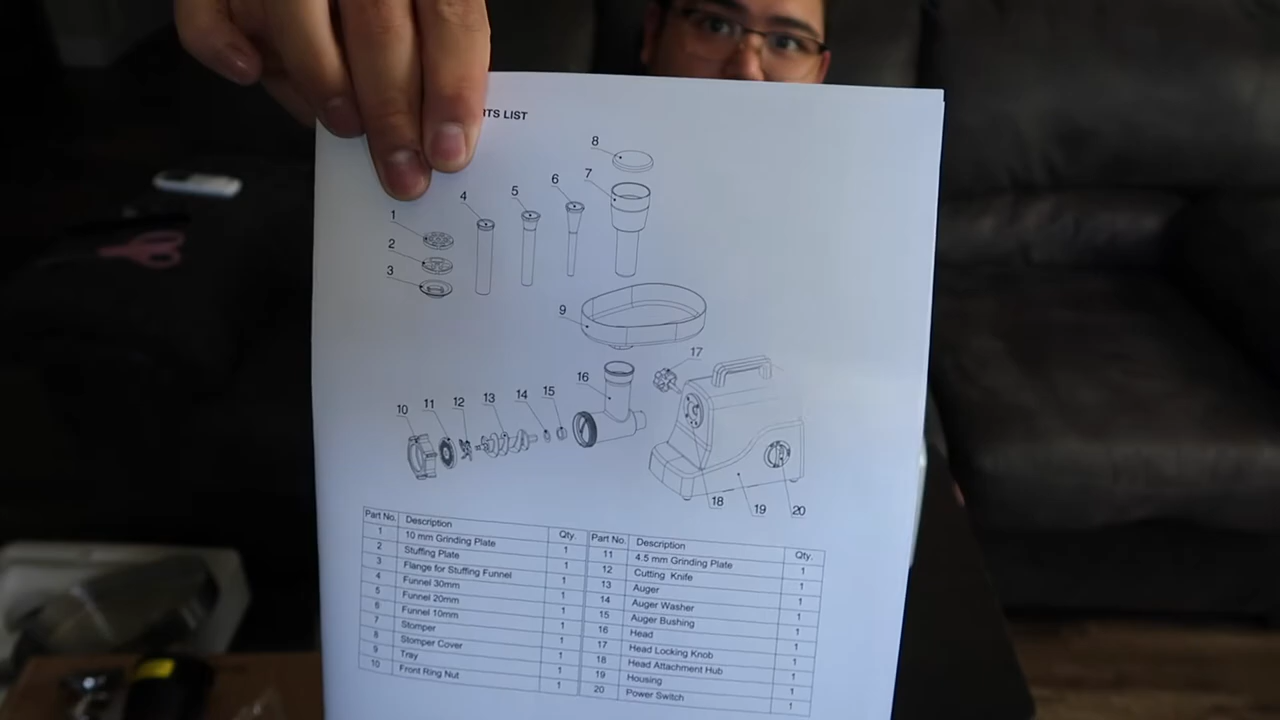 RTS LIST
8
7
6
5
4
1
2
3
9
17
16
15
14
13
12
11
10
18
19
20
Part No. Description Qty. Part No. Description Qty.
1 10 mm Grinding Plate 1 11 4.5 mm Grinding Plate 1
2 Stuffing Plate 1 12 Cutting Knife 1
3 Flange for Stuffing Funnel 1 13 Auger 1
4 Funnel 30mm 1 14 Auger Washer 1
5 Funnel 20mm 1 15 Auger Bushing 1
6 Funnel 10mm 1 16 Head 1
7 Stomper 1 17 Head Locking Knob 1
8 Stomper Cover 1 18 Head Attachment Hub 1
9 Tray 1 19 Housing 1
10 Front Ring Nut 1 20 Power Switch 1